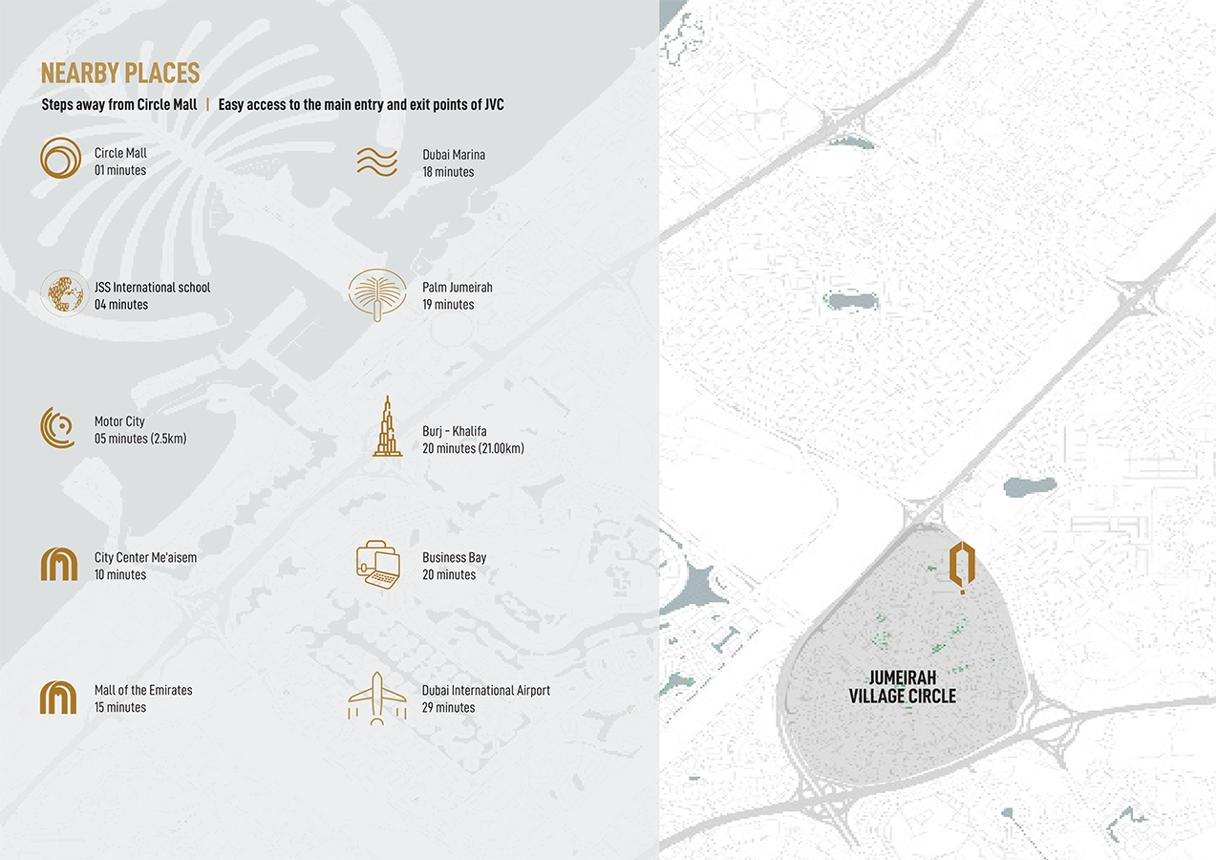 NEARBY PLACES
Steps away from Circle Mall | Easy access to the main entry and exit points of JVC
Circle Mall
01 minutes
Dubai Marina
18 minutes
JSS International school
04 minutes
Palm Jumeirah
19 minutes
Motor City
05 minutes (2.5km)
Burj - Khalifa
20 minutes (21.00km)
City Center Me'aisem
10 minutes
Business Bay
20 minutes
Mall of the Emirates
15 minutes
Dubai International Airport
29 minutes
JUMEIRAH
VILLAGE CIRCLE